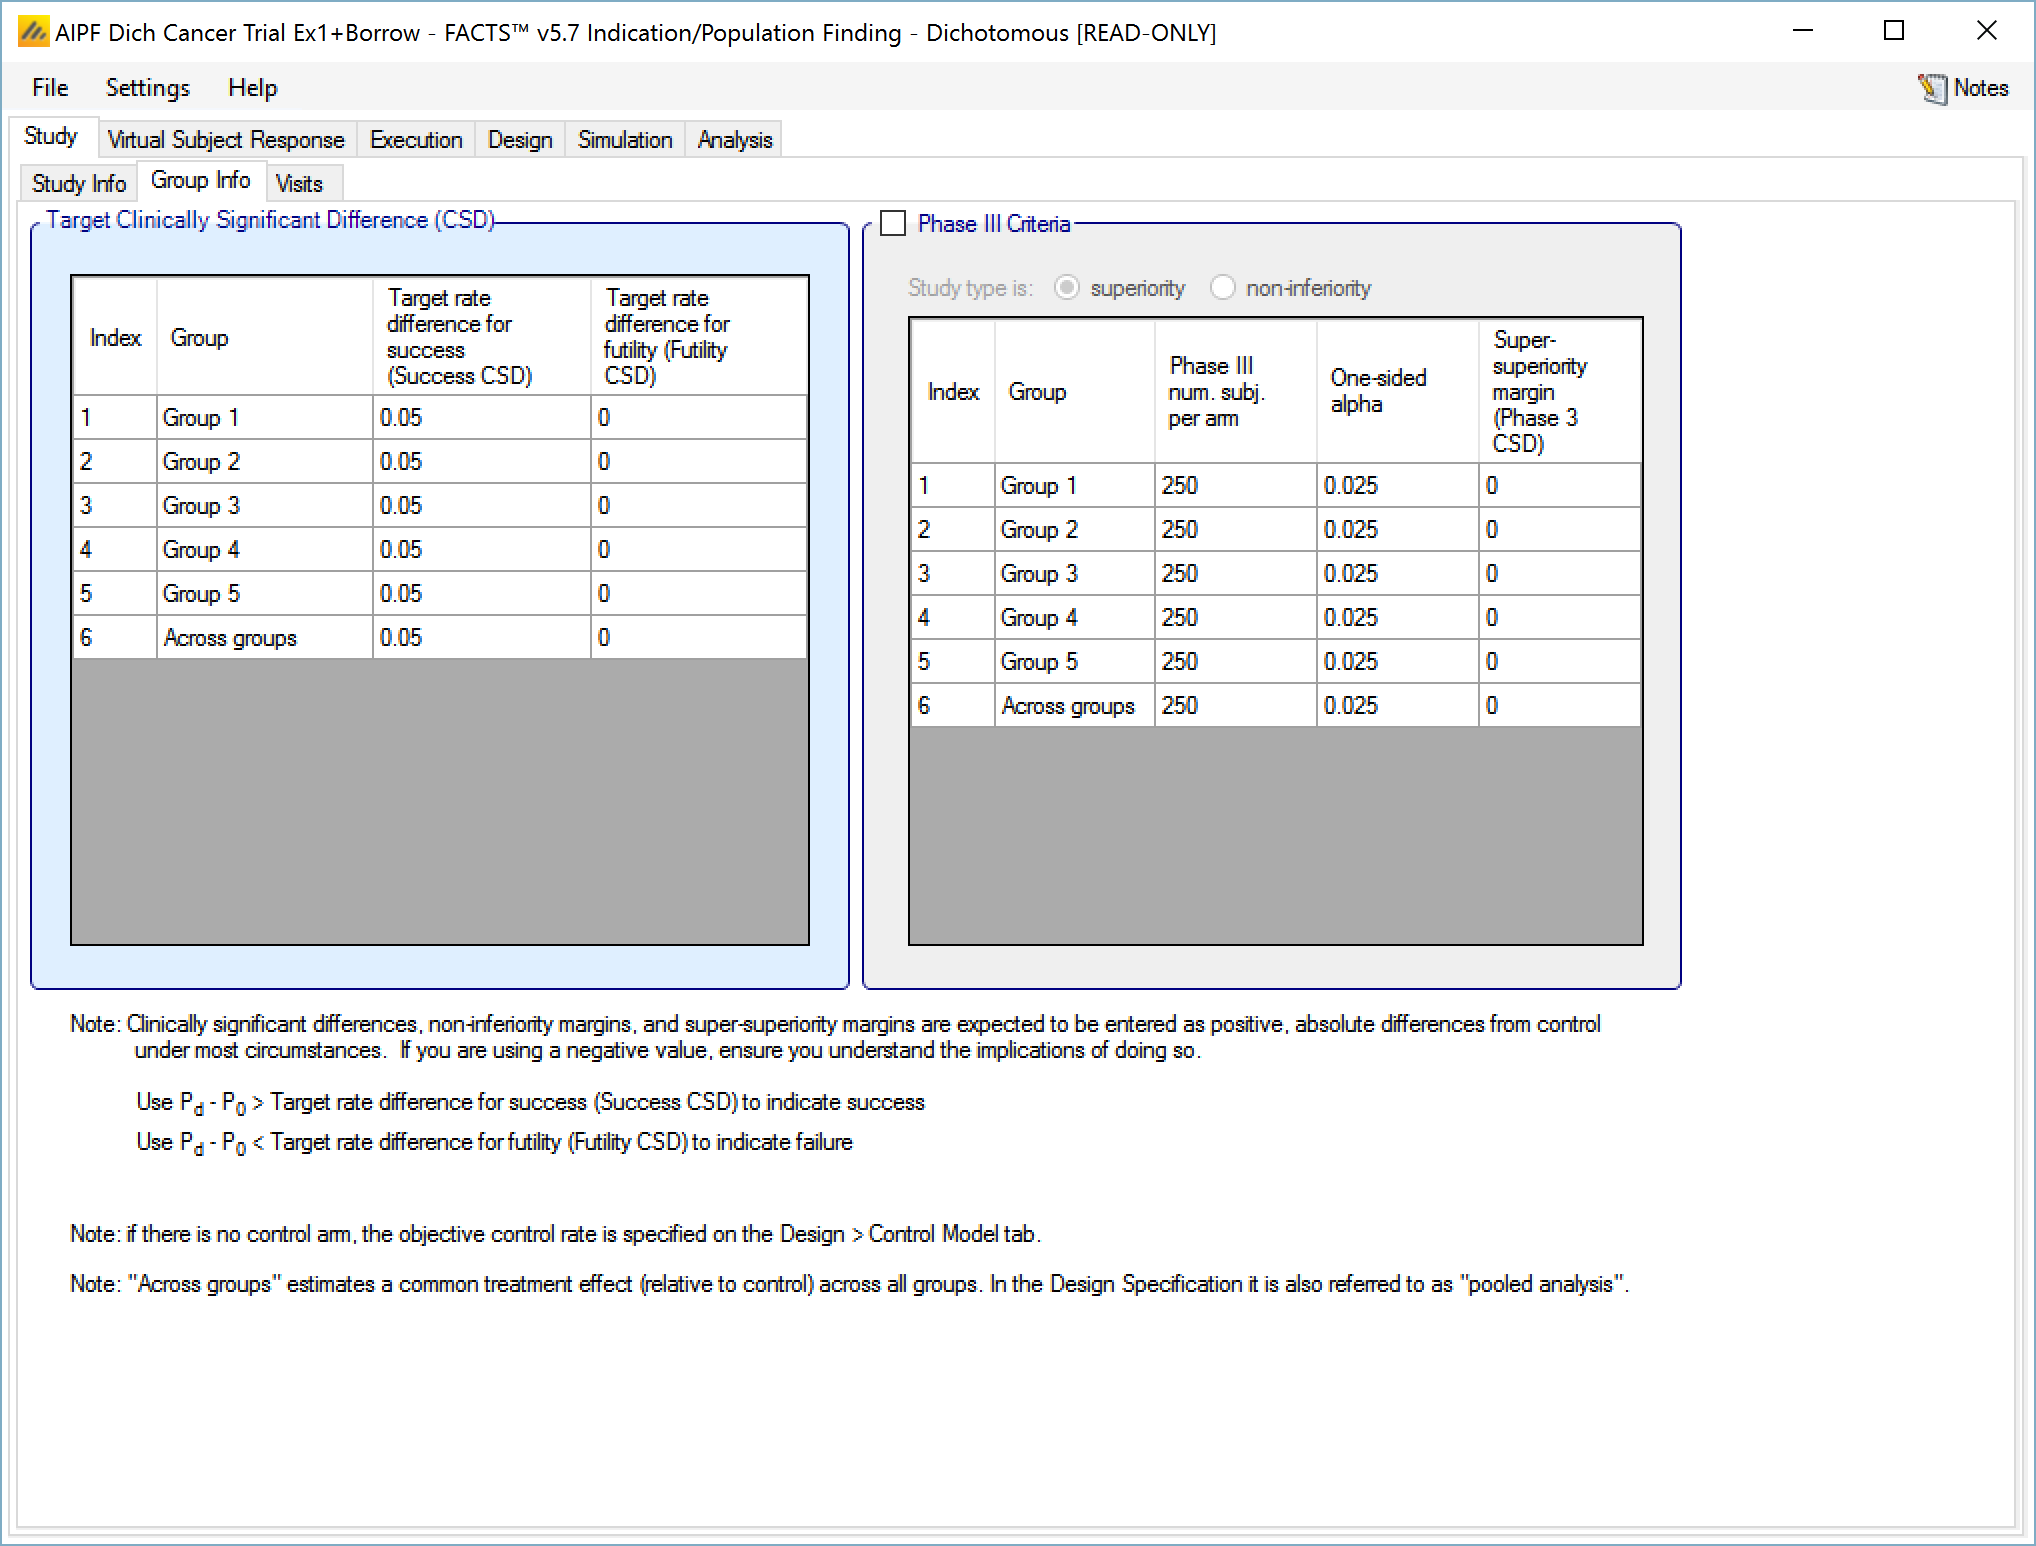 AIPF Dich Cancer Trial Ex1+Borrow - FACTS™ v5.7 Indication/Population Finding - Dichotomous [READ-ONLY]
File Settings Help Notes
Study Virtual Subject Response Execution Design Simulation Analysis
Study Info Group Info Visits
Target Clinically Significant Difference (CSD)
Index Group Target rate difference for success (Success CSD) Target rate difference for futility (Futility CSD)
1 Group 1 0.05 0
2 Group 2 0.05 0
3 Group 3 0.05 0
4 Group 4 0.05 0
5 Group 5 0.05 0
6 Across groups 0.05 0
Phase III Criteria
Study type is: superiority non-inferiority
Index Group Phase III num. subj. per arm One-sided alpha Super-superiority margin (Phase 3 CSD)
1 Group 1 250 0.025 0
2 Group 2 250 0.025 0
3 Group 3 250 0.025 0
4 Group 4 250 0.025 0
5 Group 5 250 0.025 0
6 Across groups 250 0.025 0
Note: Clinically significant differences, non-inferiority margins, and super-superiority margins are expected to be entered as positive, absolute differences from control
under most circumstances. If you are using a negative value, ensure you understand the implications of doing so.
Use Pd - P0 > Target rate difference for success (Success CSD) to indicate success
Use Pd - P0 < Target rate difference for futility (Futility CSD) to indicate failure
Note: if there is no control arm, the objective control rate is specified on the Design > Control Model tab.
Note: "Across groups" estimates a common treatment effect (relative to control) across all groups. In the Design Specification it is also referred to as "pooled analysis".